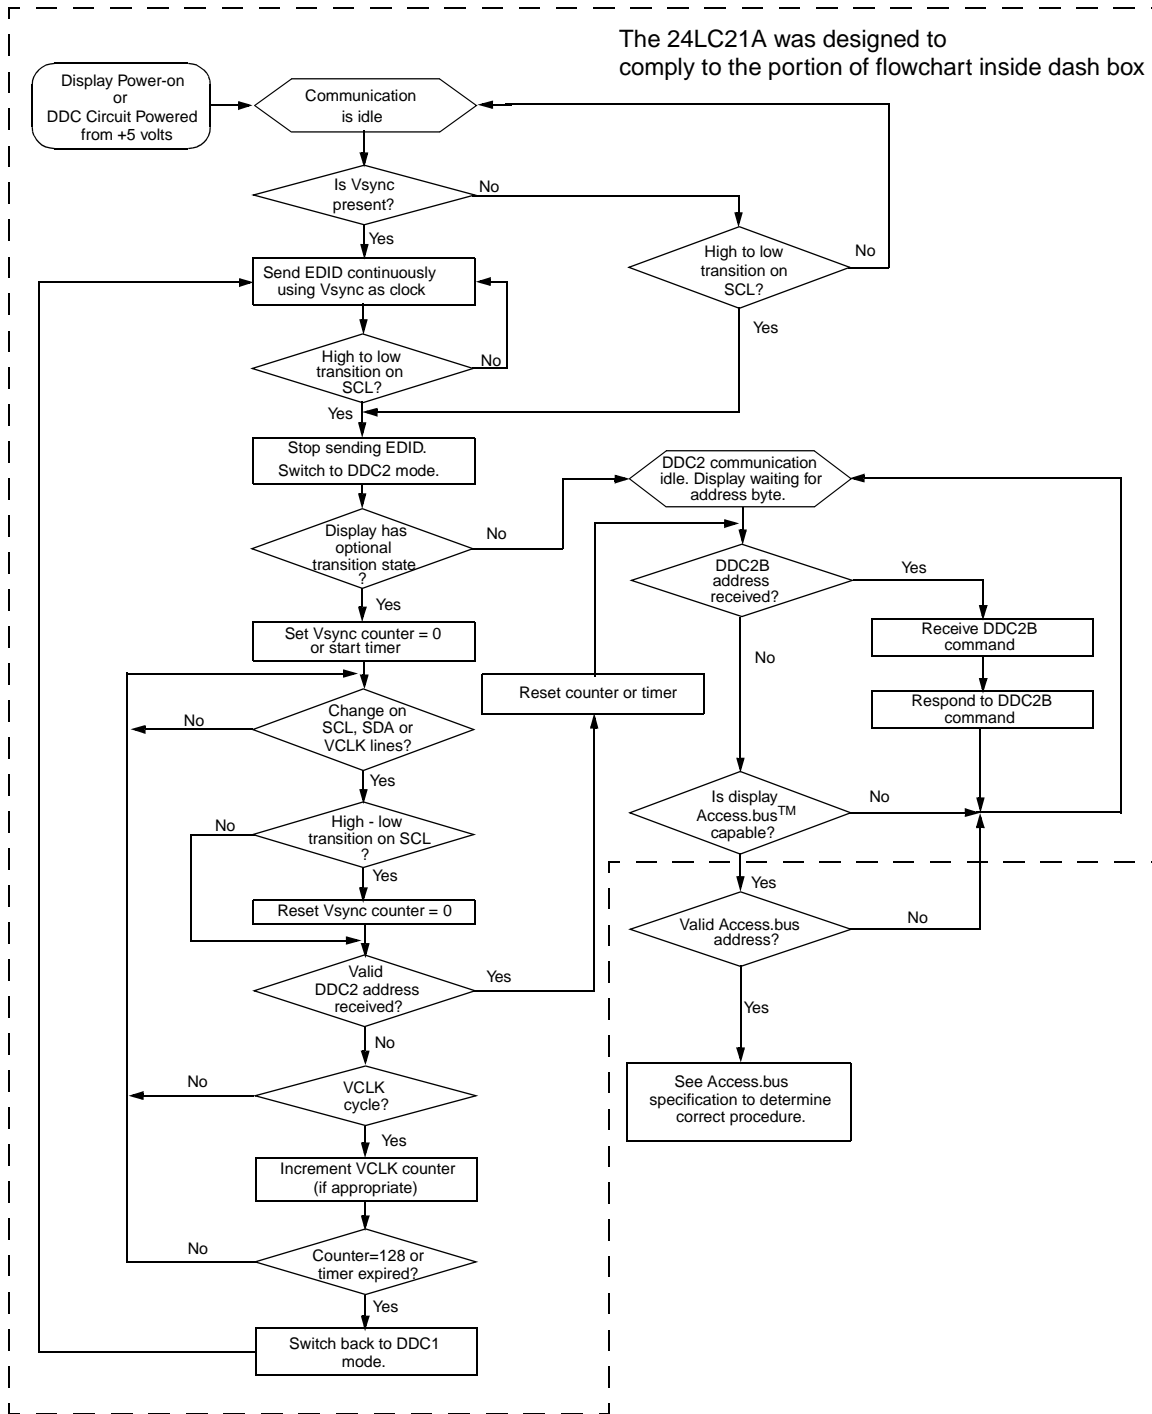 The 24LC21A was designed to
comply to the portion of flowchart inside dash box
Display Power-on
or
DDC Circuit Powered
from +5 volts
Communication
is idle
Is Vsync
present?
No
Yes
High to low
transition on
SCL?
No
Yes
Send EDID continuously
using Vsync as clock
High to low
transition on
SCL?
No
Yes
Stop sending EDID.
Switch to DDC2 mode.
Display has
optional
transition state
?
No
Yes
Set Vsync counter = 0
or start timer
Change on
SCL, SDA or
VCLK lines?
No
Yes
High - low
transition on SCL
?
No
Yes
Reset Vsync counter = 0
Valid
DDC2 address
received?
Yes
No
Reset counter or timer
VCLK
cycle?
No
Yes
Increment VCLK counter
(if appropriate)
Counter=128 or
timer expired?
No
Yes
Switch back to DDC1
mode.
DDC2 communication
idle. Display waiting for
address byte.
DDC2B
address
received?
Yes
No
Receive DDC2B
command
Respond to DDC2B
command
Is display
Access.bus™
capable?
No
Yes
Valid Access.bus
address?
No
Yes
See Access.bus
specification to determine
correct procedure.